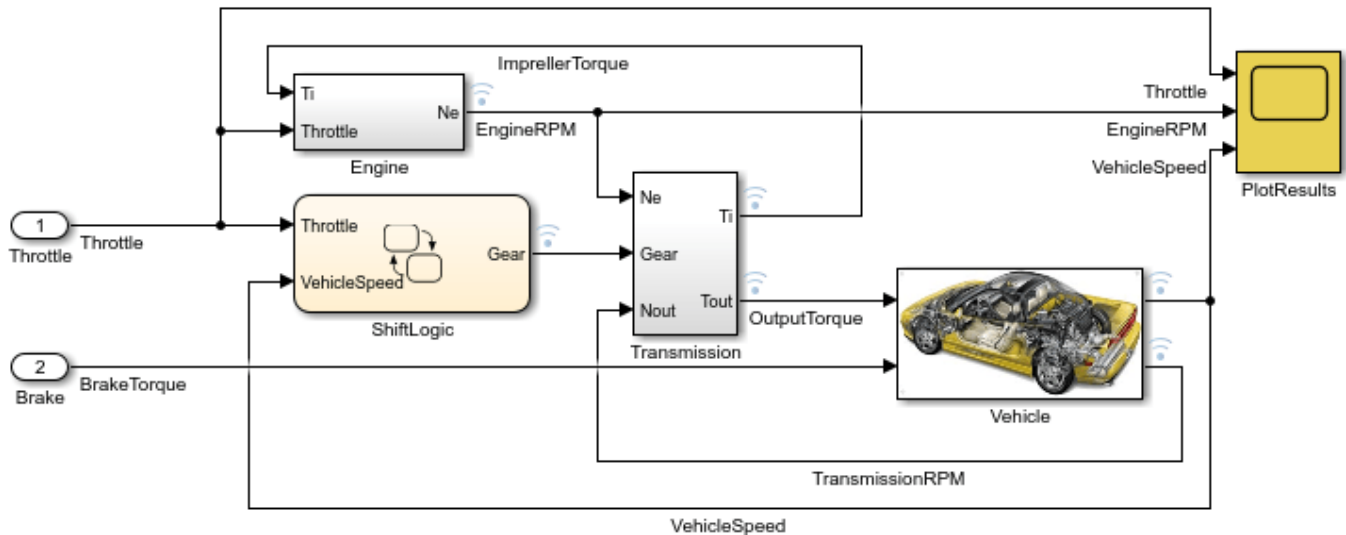 ImprellerTorque
Ti
Throttle
Ne
EngineRPM
Engine
Throttle
EngineRPM
VehicleSpeed
PlotResults
1
Throttle
Throttle
Throttle
VehicleSpeed
Gear
ShiftLogic
Ne
Gear
Nout
Ti
Tout
Transmission
OutputTorque
2
Brake
BrakeTorque
Vehicle
TransmissionRPM
VehicleSpeed